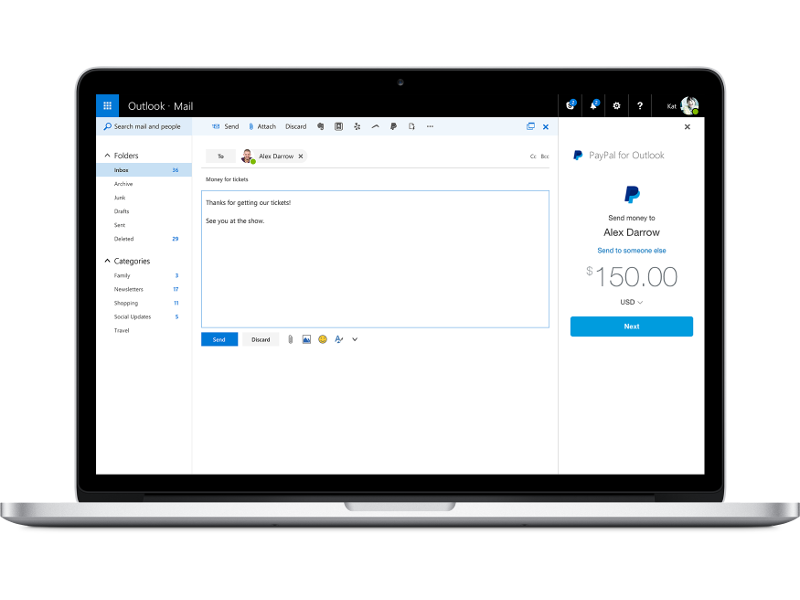 Outlook · Mail
2
2
?
Kat
Search mail and people
Send
Attach
Discard
Folders
Inbox 36
Archive
Junk
Drafts
Sent
Deleted 29
Categories
Family 3
Newsletters 17
Shopping 11
Social Updates 5
Travel
To
Alex Darrow
Cc Bcc
Money for tickets
Thanks for getting our tickets!
See you at the show.
Send
Discard
PayPal for Outlook
Send money to
Alex Darrow
Send to someone else
$150.00
USD
Next